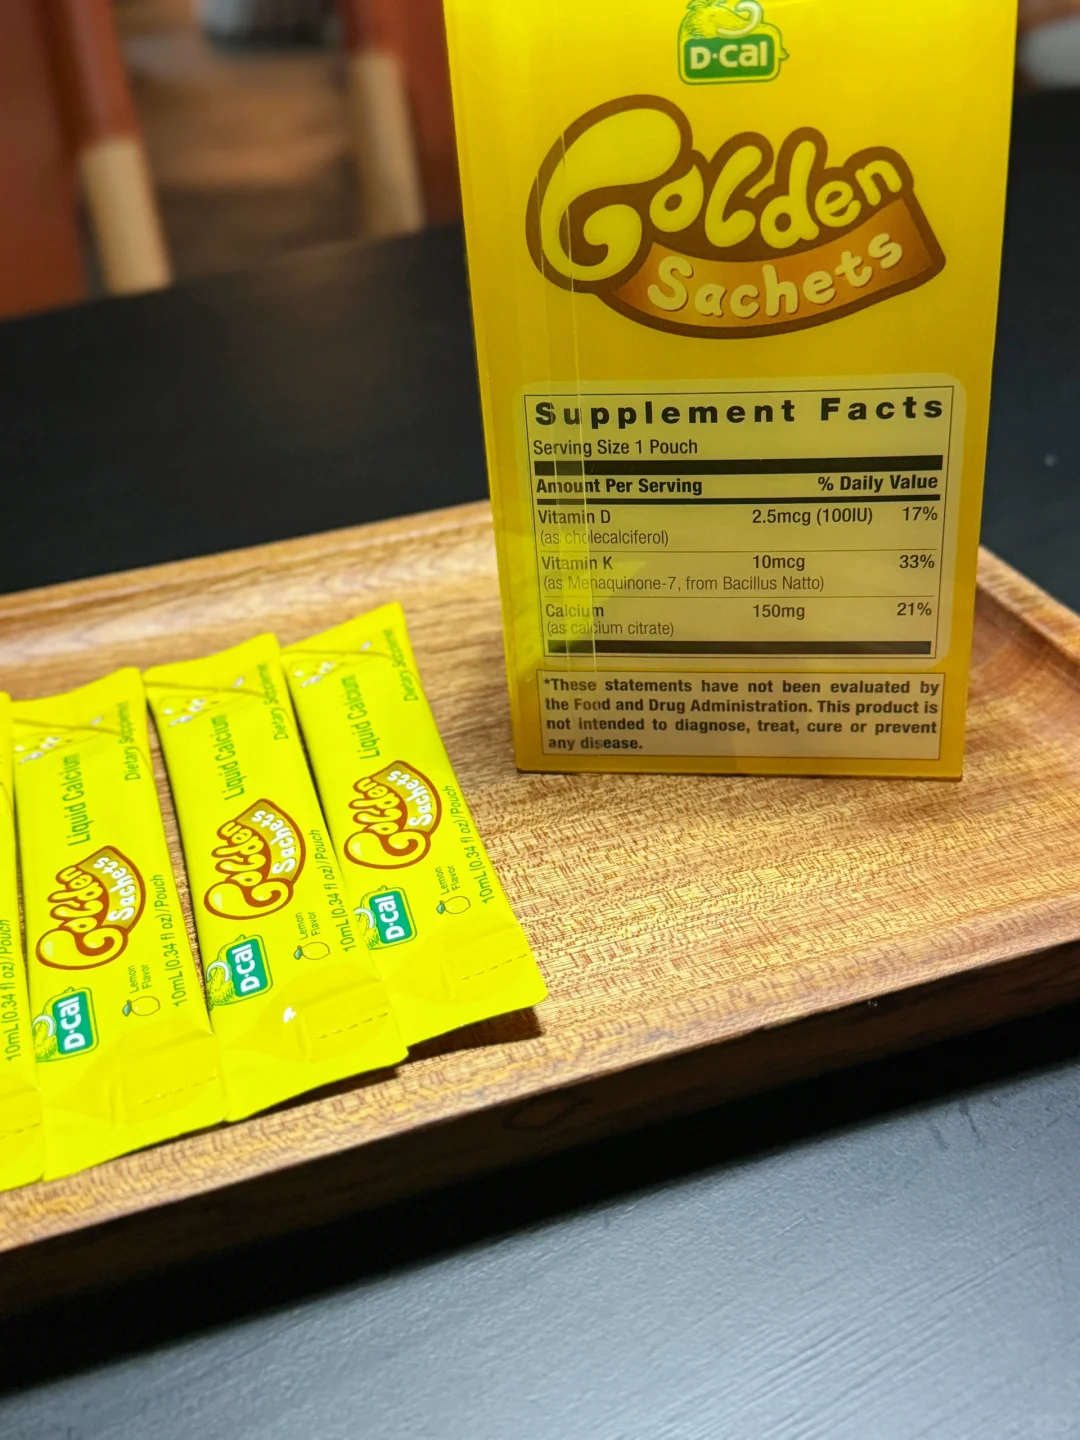 D·Cal
Golden
Sachets
Supplement Facts
Serving Size 1 Pouch
Amount Per Serving % Daily Value
Vitamin D 2.5mcg (100IU) 17%
(as cholecalciferol)
Vitamin K 10mcg 33%
(as Menaquinone-7, from Bacillus Natto)
Calcium 150mg 21%
(as calcium citrate)
*These statements have not been evaluated by
the Food and Drug Administration. This product is
not intended to diagnose, treat, cure or prevent
any disease.
10mL(0.34 fl oz)/Pouch
Liquid Calcium
Dietary Supplement
Golden
Sachets
D·Cal
Lemon
Flavor
10mL(0.34 fl oz)/Pouch
Liquid Calcium
Dietary Supplement
Golden
Sachets
D·Cal
Lemon
Flavor
10mL(0.34 fl oz)/Pouch
Liquid Calcium
Dietary Supplement
Golden
Sachets
D·Cal
Lemon
Flavor
10mL(0.34 fl oz)/Pouch